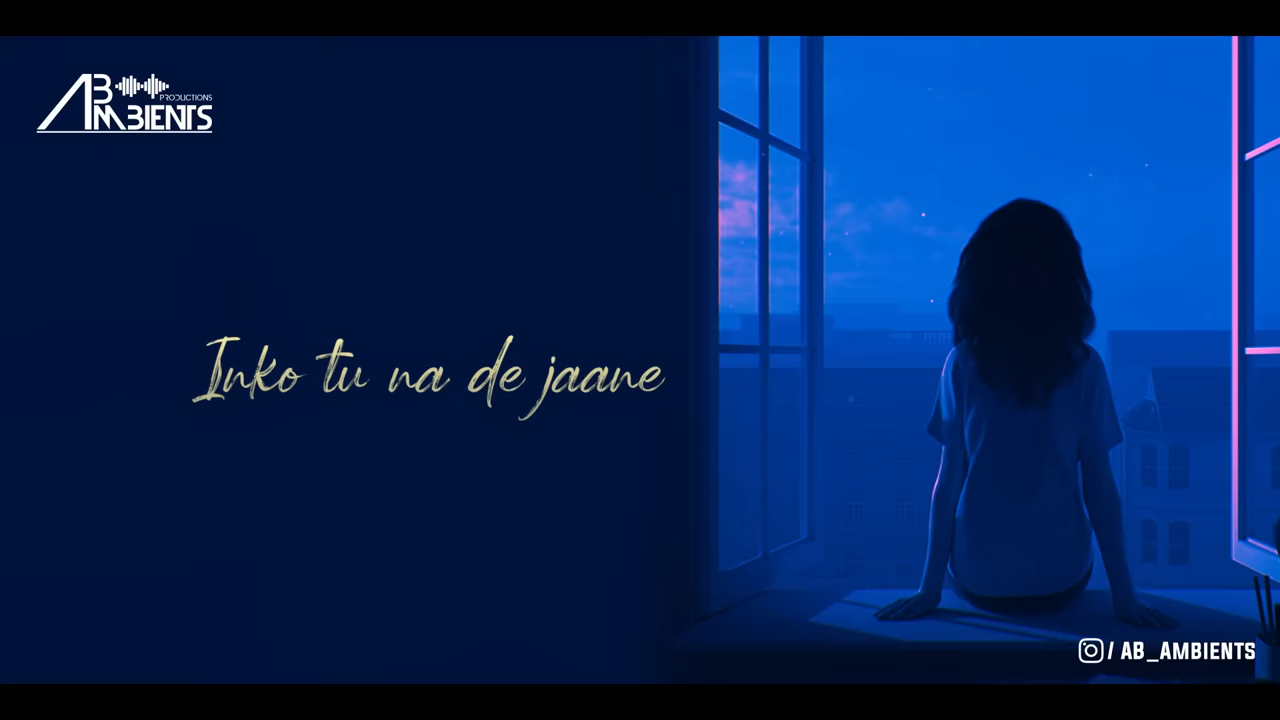 AB
PRODUCTIONS
AMBIENTS
Inko tu na de jaane
/ AB_AMBIENTS